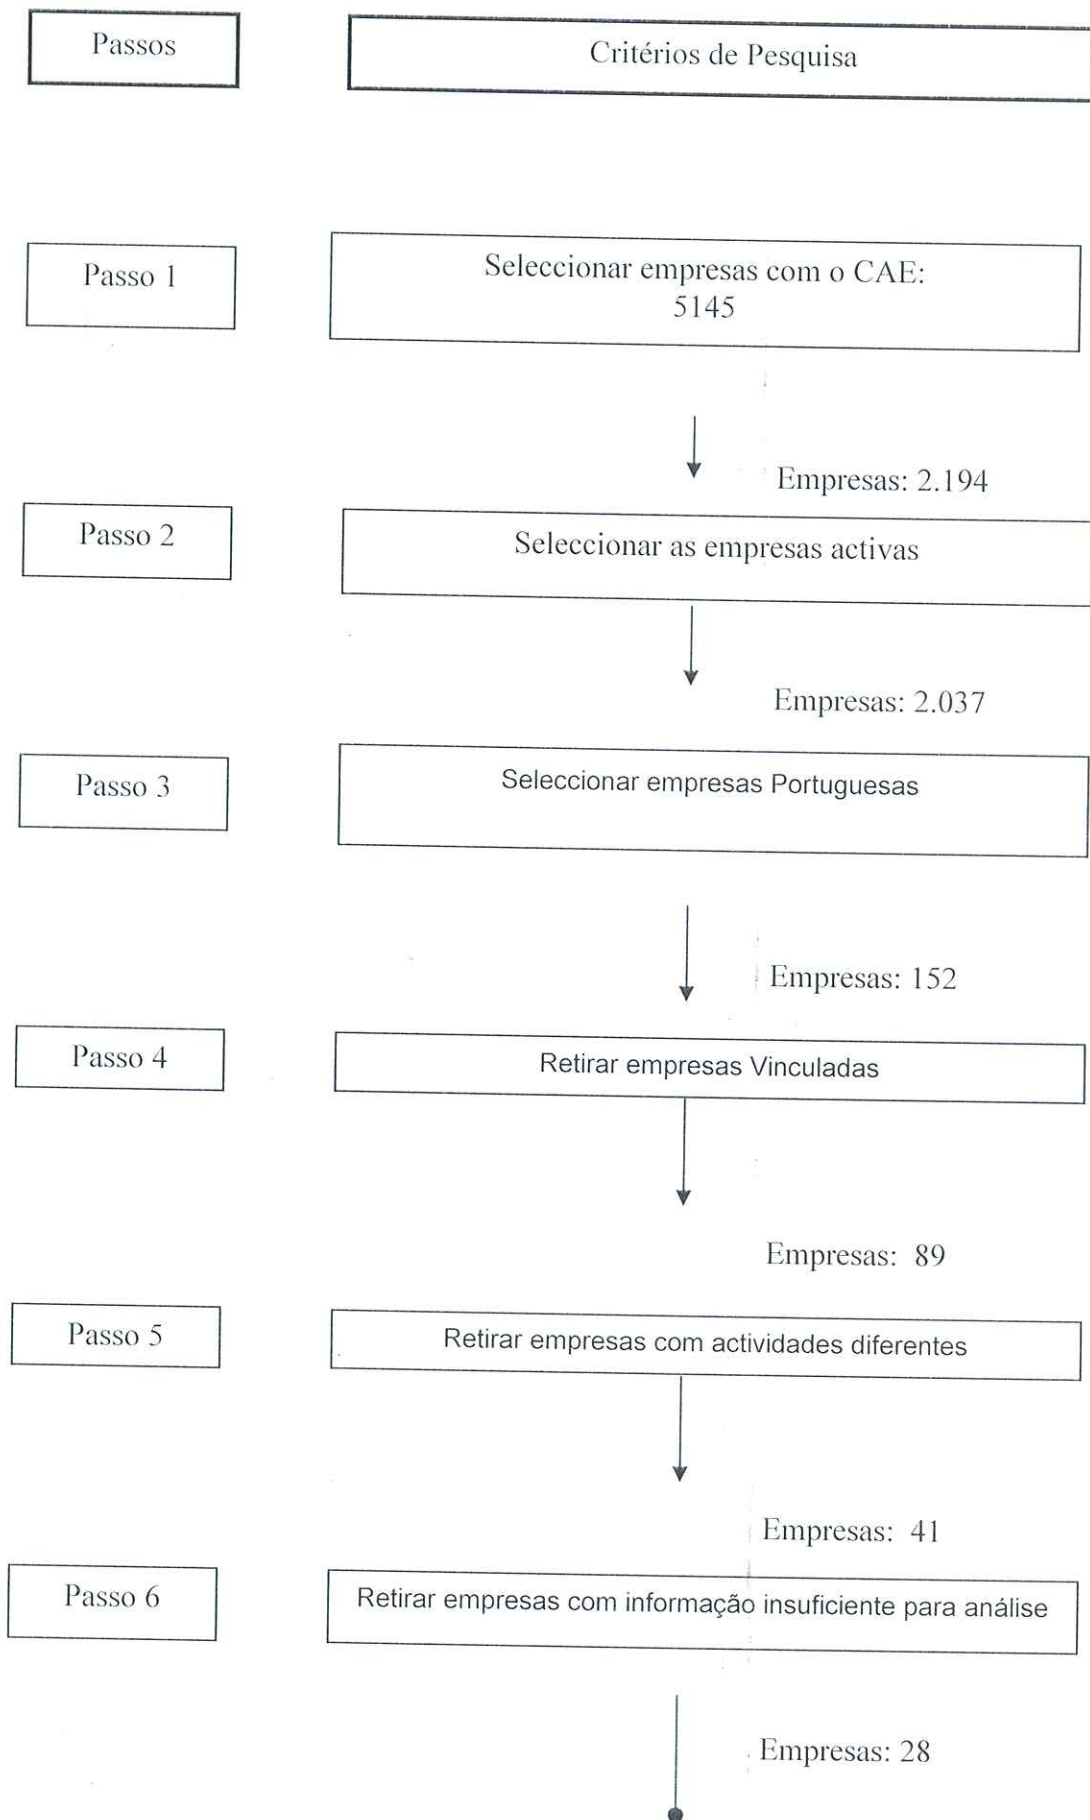 Passos
Critérios de Pesquisa
Passo 1
Seleccionar empresas com o CAE:
5145
Empresas: 2.194
Passo 2
Seleccionar as empresas activas
Empresas: 2.037
Passo 3
Seleccionar empresas Portuguesas
Empresas: 152
Passo 4
Retirar empresas Vinculadas
Empresas: 89
Passo 5
Retirar empresas com actividades diferentes
Empresas: 41
Passo 6
Retirar empresas com informação insuficiente para análise
Empresas: 28